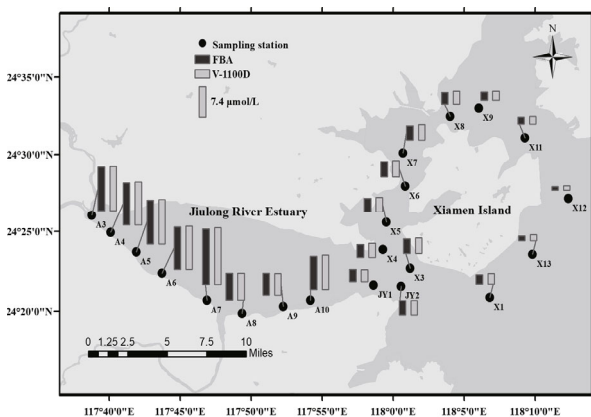 N
Sampling station
FBA
V-1100D
7.4 μmol/L
24°35'0"N
24°30'0"N
24°25'0"N
24°20'0"N
Jiulong River Estuary
Xiamen Island
A3
A4
A5
A6
A7
A8
A9
A10
JY1
JY2
X1
X3
X4
X5
X6
X7
X8
X9
X11
X12
X13
0 1.25 2.5 5 7.5 10
Miles
117°40'0"E 117°45'0"E 117°50'0"E 117°55'0"E 118°0'0"E 118°5'0"E 118°10'0"E